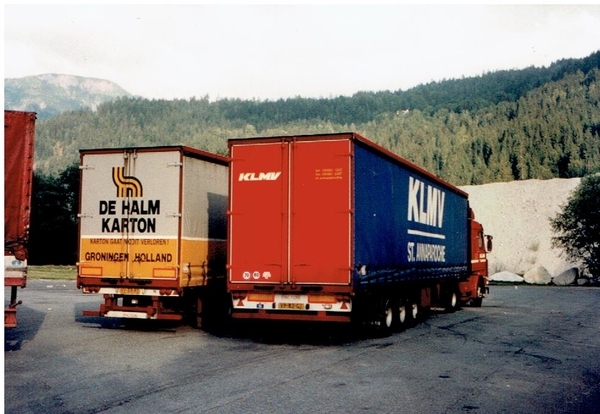 DE HALM
KARTON
KARTON GAAT NOOIT VERLOREN!
GRONINGEN HOLLAND
KLMV
KLMV
ST. ANNAPAROCHIE